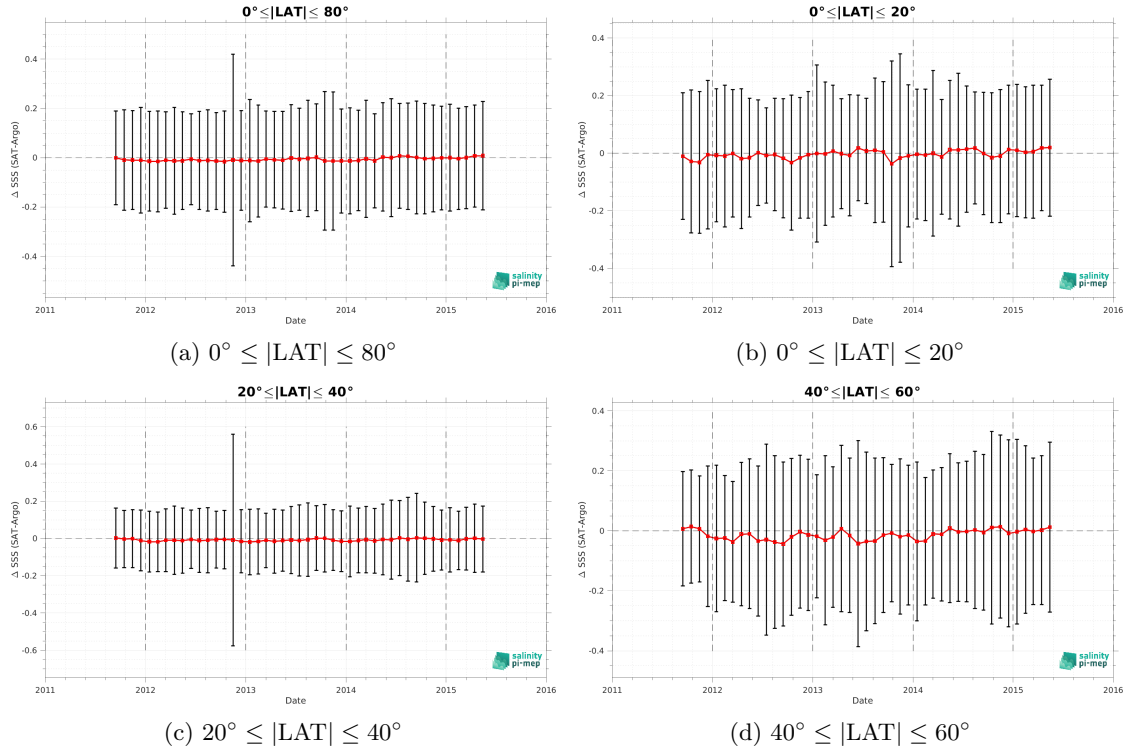 0°≤|LAT|≤ 80°
0.4
0.2
0
-0.2
-0.4
Δ SSS (SAT-Argo)
2011 2012 2013 2014 2015 2016
Date
salinity
pi-mep
(a) 0° ≤ |LAT| ≤ 80°
0°≤|LAT|≤ 20°
0.4
0.2
0
-0.2
-0.4
Δ SSS (SAT-Argo)
2011 2012 2013 2014 2015 2016
Date
salinity
pi-mep
(b) 0° ≤ |LAT| ≤ 20°
20°≤|LAT|≤ 40°
0.6
0.4
0.2
0
-0.2
-0.4
-0.6
Δ SSS (SAT-Argo)
2011 2012 2013 2014 2015 2016
Date
salinity
pi-mep
(c) 20° ≤ |LAT| ≤ 40°
40°≤|LAT|≤ 60°
0.4
0.2
0
-0.2
-0.4
Δ SSS (SAT-Argo)
2011 2012 2013 2014 2015 2016
Date
salinity
pi-mep
(d) 40° ≤ |LAT| ≤ 60°